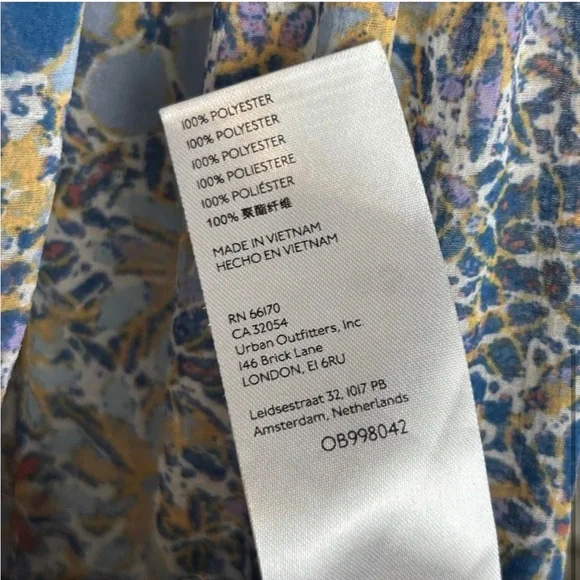 100% POLYESTER
100% POLYESTER
100% POLYESTER
100% POLIESTERE
100% POLIÉSTER
100% 聚酯纤维
MADE IN VIETNAM
HECHO EN VIETNAM
RN 66170
CA 32054
Urban Outfitters, Inc.
146 Brick Lane
LONDON, E1 6RU
Leidsestraat 32, 1017 PB
Amsterdam, Netherlands
OB998042